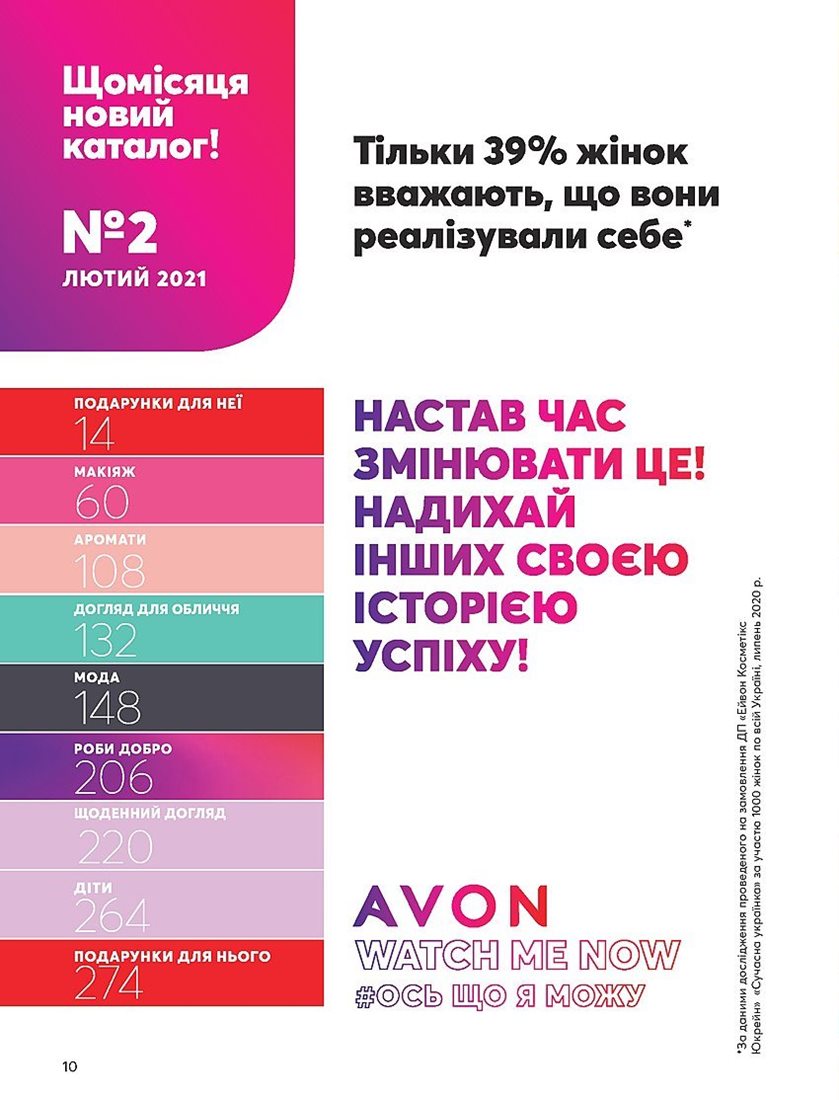 Щомісяця
новий
каталог!
№2
ЛЮТИЙ 2021
Тільки 39% жінок
вважають, що вони
реалізували себе*
ПОДАРУНКИ ДЛЯ НЕЇ
14
МАКІЯЖ
60
АРОМАТИ
108
ДОГЛЯД ДЛЯ ОБЛИЧЧЯ
132
МОДА
148
РОБИ ДОБРО
206
ЩОДЕННИЙ ДОГЛЯД
220
ДІТИ
264
ПОДАРУНКИ ДЛЯ НЬОГО
274
НАСТАВ ЧАС
ЗМІНЮВАТИ ЦЕ!
НАДИХАЙ
ІНШИХ СВОЄЮ
ІСТОРІЄЮ
УСПІХУ!
AVON
WATCH ME NOW
#ОСЬ ЩО Я МОЖУ
*За даними дослідження проведеного на замовлення ДП «Ейвон Косметікс
Юкрейн» «Сучасна українка» за участю 1000 жінок по всій Україні, липень 2020 р.
10